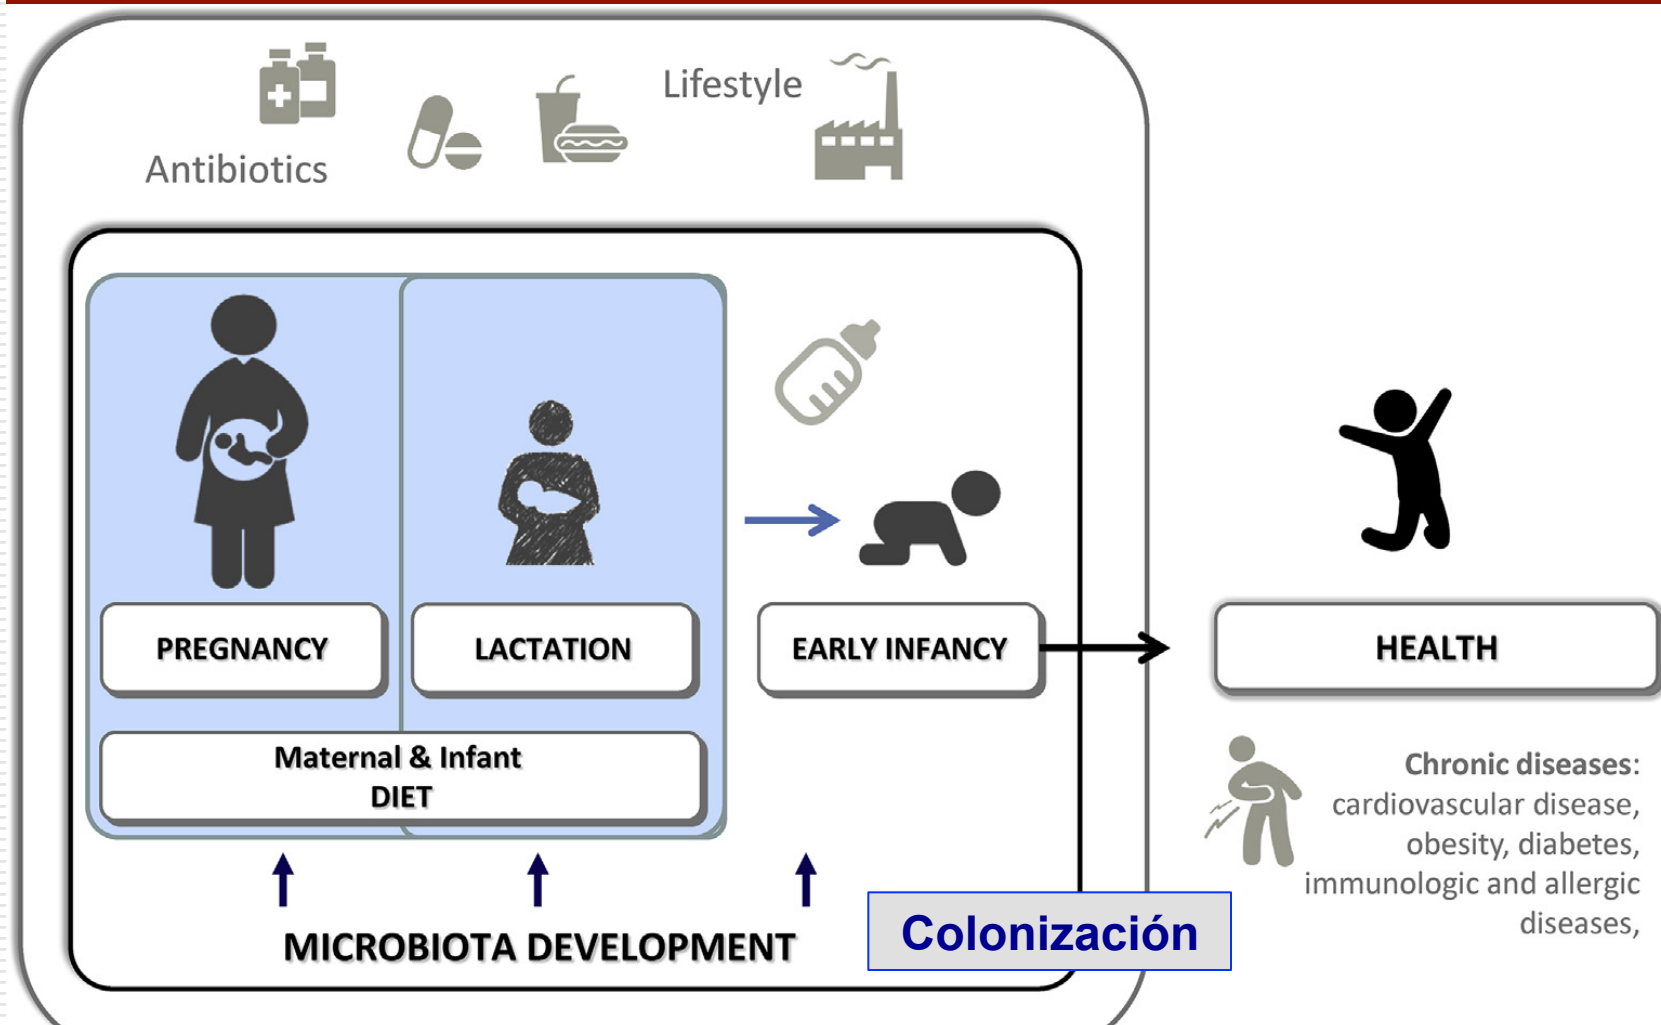 Lifestyle
Antibiotics
PREGNANCY
LACTATION
EARLY INFANCY
HEALTH
Maternal & Infant
DIET
Chronic diseases:
cardiovascular disease,
obesity, diabetes,
immunologic and allergic
diseases,
MICROBIOTA DEVELOPMENT
Colonización